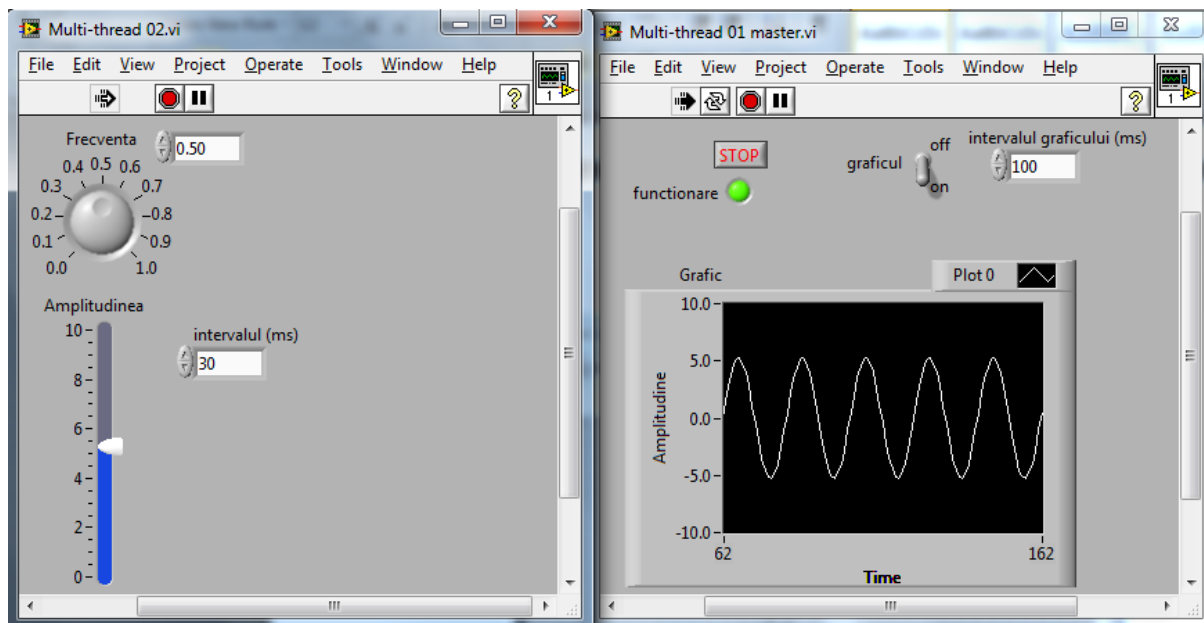 Multi-thread 02.vi
File Edit View Project Operate Tools Window Help
1
Frecventa
0.50
0.4 0.5 0.6
0.3 0.7
0.2 0.8
0.1 0.9
0.0 1.0
Amplitudinea
10
intervalul (ms)
30
8
6
4
2
0
Multi-thread 01 master.vi
File Edit View Project Operate Tools Window Help
1
STOP
graficul
off
on
intervalul graficului (ms)
100
functionare
Grafic
Plot 0
10.0
5.0
Amplitudine
0.0
-5.0
-10.0
62 162
Time